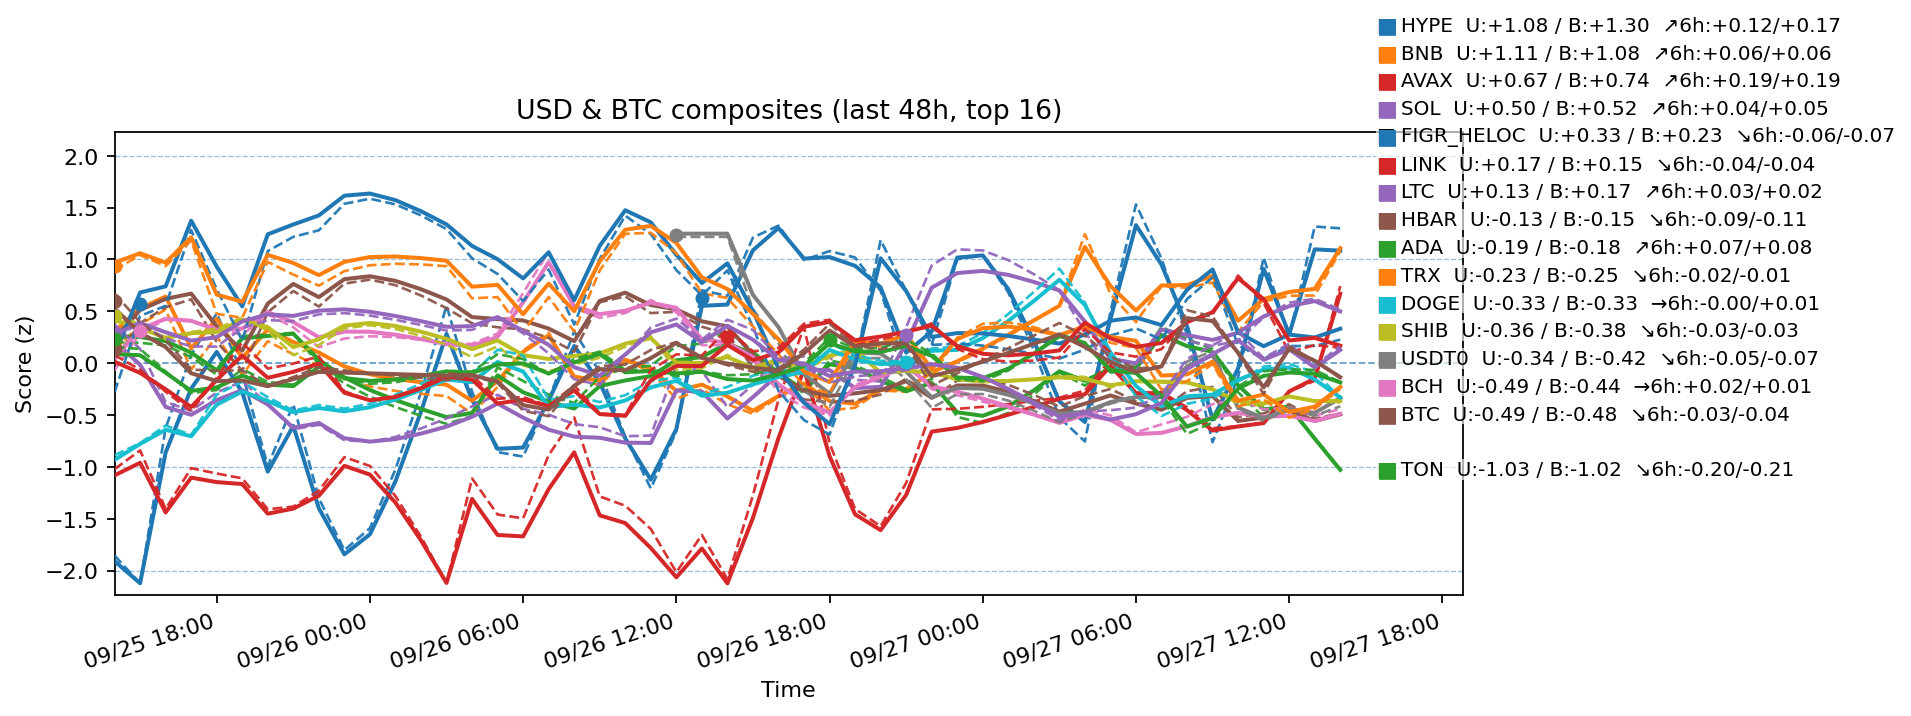 USD & BTC composites (last 48h, top 16)
HYPE  U:+1.08 / B:+1.30  ↗6h:+0.12/+0.17
BNB  U:+1.11 / B:+1.08  ↗6h:+0.06/+0.06
AVAX  U:+0.67 / B:+0.74  ↗6h:+0.19/+0.19
SOL  U:+0.50 / B:+0.52  ↗6h:+0.04/+0.05
FIGR_HELOC  U:+0.33 / B:+0.23  ↘6h:-0.06/-0.07
LINK  U:+0.17 / B:+0.15  ↘6h:-0.04/-0.04
LTC  U:+0.13 / B:+0.17  ↗6h:+0.03/+0.02
HBAR  U:-0.13 / B:-0.15  ↘6h:-0.09/-0.11
ADA  U:-0.19 / B:-0.18  ↗6h:+0.07/+0.08
TRX  U:-0.23 / B:-0.25  ↘6h:-0.02/-0.01
DOGE  U:-0.33 / B:-0.33  →6h:-0.00/+0.01
SHIB  U:-0.36 / B:-0.38  ↘6h:-0.03/-0.03
USDT0  U:-0.34 / B:-0.42  ↘6h:-0.05/-0.07
BCH  U:-0.49 / B:-0.44  →6h:+0.02/+0.01
BTC  U:-0.49 / B:-0.48  ↘6h:-0.03/-0.04
TON  U:-1.03 / B:-1.02  ↘6h:-0.20/-0.21
Score (z)
2.0
1.5
1.0
0.5
0.0
−0.5
−1.0
−1.5
−2.0
09/25 18:00
09/26 00:00
09/26 06:00
09/26 12:00
09/26 18:00
09/27 00:00
09/27 06:00
09/27 12:00
09/27 18:00
Time